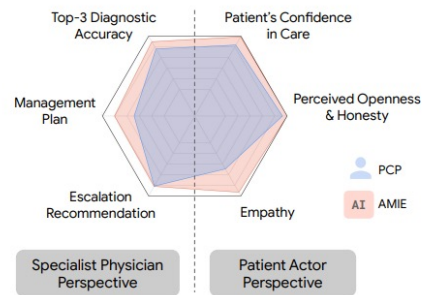 Top-3 Diagnostic
Accuracy
Patient's Confidence
in Care
Management
Plan
Perceived Openness
& Honesty
Escalation
Recommendation
Empathy
PCP
AI AMIE
Specialist Physician
Perspective
Patient Actor
Perspective